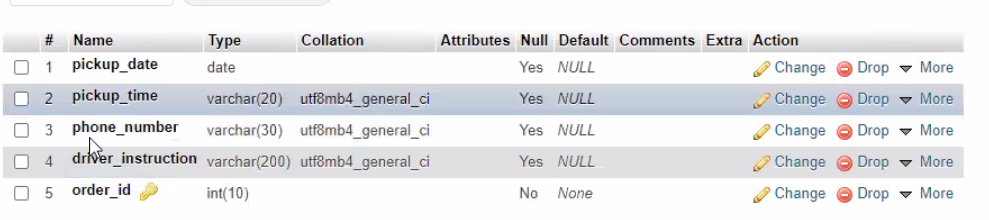 # Name Type Collation Attributes Null Default Comments Extra Action
1 pickup_date date Yes NULL Change Drop More
2 pickup_time varchar(20) utf8mb4_general_ci Yes NULL Change Drop More
3 phone_number varchar(30) utf8mb4_general_ci Yes NULL Change Drop More
4 driver_instruction varchar(200) utf8mb4_general_ci Yes NULL Change Drop More
5 order_id int(10) No None Change Drop More